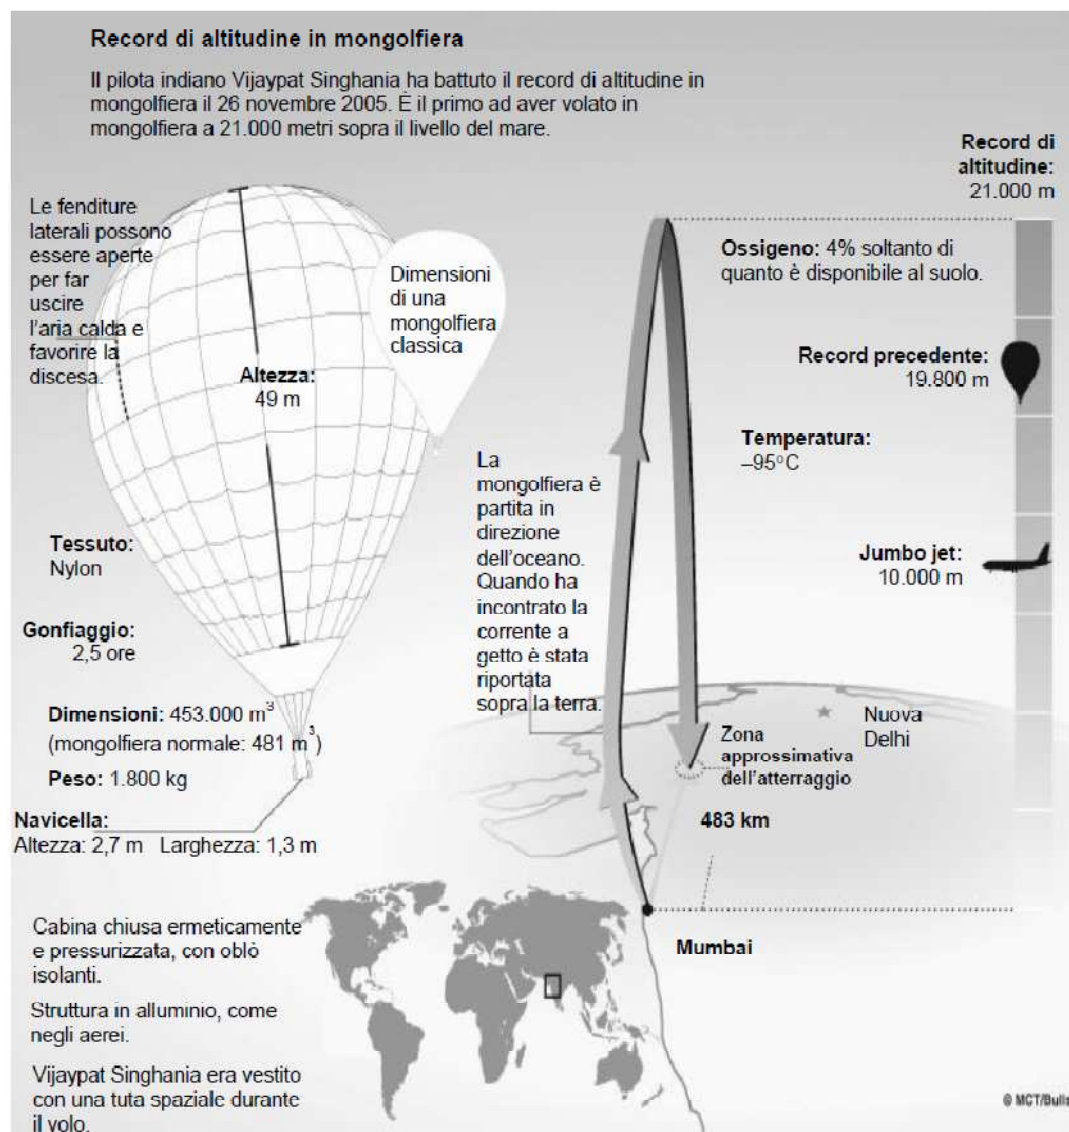 Record di altitudine in mongolfiera
Il pilota indiano Vijaypat Singhania ha battuto il record di altitudine in
mongolfiera il 26 novembre 2005. È il primo ad aver volato in
mongolfiera a 21.000 metri sopra il livello del mare.
Le fenditure
laterali possono
essere aperte
per far
uscire
l'aria calda e
favorire la
discesa.
Altezza:
49 m
Dimensioni
di una
mongolfiera
classica
Tessuto:
Nylon
Gonfiaggio:
2,5 ore
Dimensioni: 453.000 m³
(mongolfiera normale: 481 m³)
Peso: 1.800 kg
Navicella:
Altezza: 2,7 m Larghezza: 1,3 m
Cabina chiusa ermeticamente
e pressurizzata, con oblò
isolanti.
Struttura in alluminio, come
negli aerei.
Vijaypat Singhania era vestito
con una tuta spaziale durante
il volo.
La
mongolfiera è
partita in
direzione
dell'oceano.
Quando ha
incontrato la
corrente a
getto è stata
riportata
sopra la terra.
Record di
altitudine:
21.000 m
Ossigeno: 4% soltanto di
quanto è disponibile al suolo.
Record precedente:
19.800 m
Temperatura:
–95°C
Jumbo jet:
10.000 m
Nuova
Delhi
Zona
approssimativa
dell'atterraggio
483 km
Mumbai
© MCT/Bulls